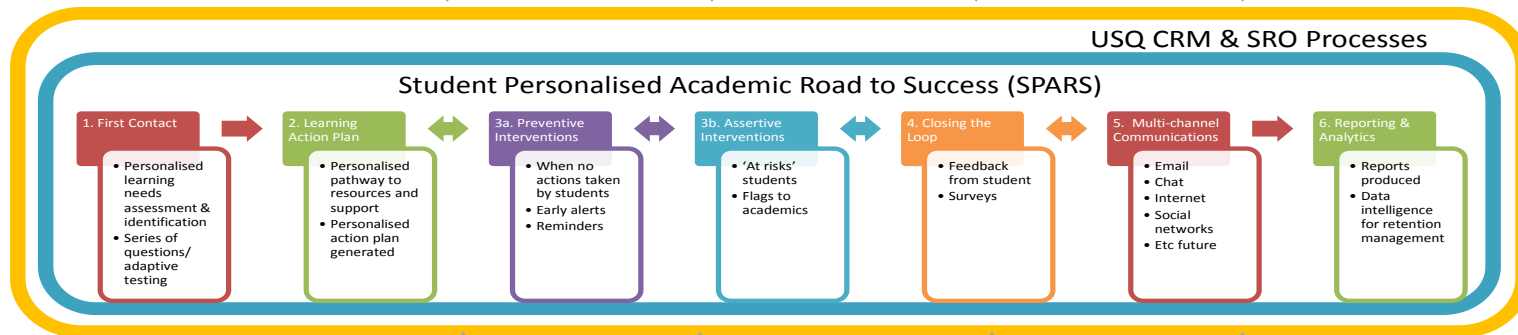 USQ CRM & SRO Processes
Student Personalised Academic Road to Success (SPARS)
1. First Contact
• Personalised
learning
needs
assessment &
identification
• Series of
questions/
adaptive
testing
2. Learning
Action Plan
• Personalised
pathway to
resources and
support
• Personalised
action plan
generated
3a. Preventive
Interventions
• When no
actions taken
by students
• Early alerts
• Reminders
3b. Assertive
Interventions
• 'At risks'
students
• Flags to
academics
4. Closing the
Loop
• Feedback
from student
• Surveys
5. Multi-channel
Communications
• Email
• Chat
• Internet
• Social
networks
• Etc future
6. Reporting &
Analytics
• Reports
produced
• Data
intelligence
for retention
management